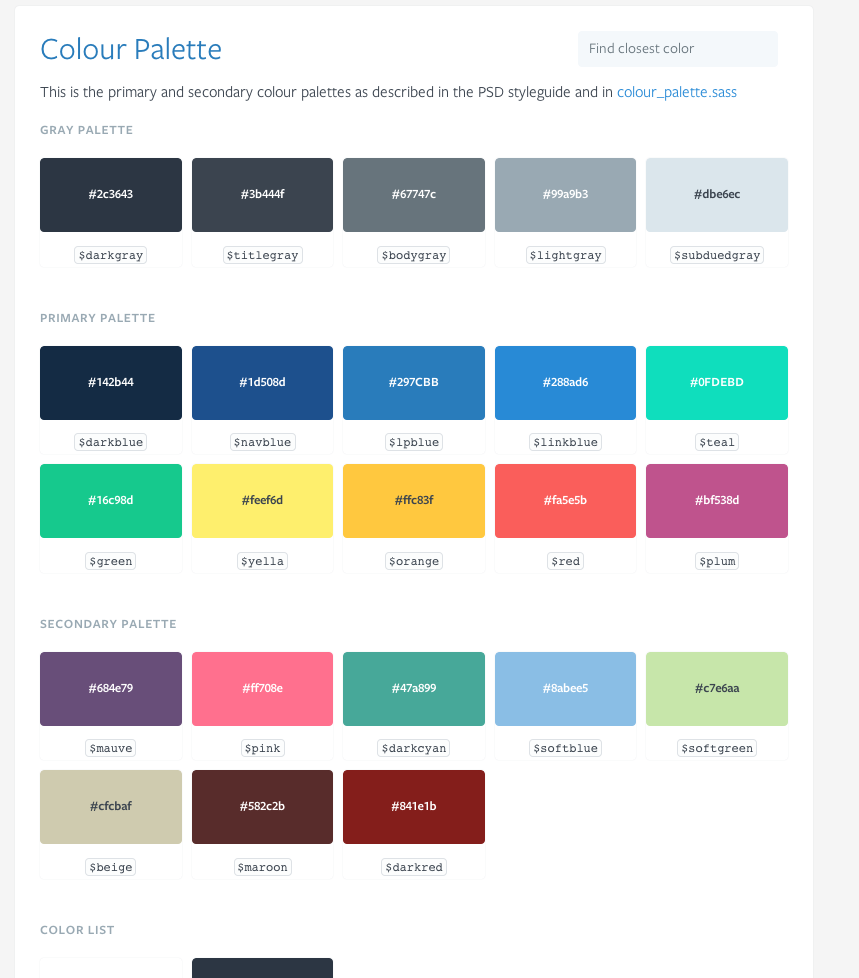 Colour Palette
Find closest color
This is the primary and secondary colour palettes as described in the PSD styleguide and in colour_palette.sass
GRAY PALETTE
#2c3643 #3b444f #67747c #99a9b3 #dbe6ec
$darkgray $titlegray $bodygray $lightgray $subduedgray
PRIMARY PALETTE
#142b44 #1d508d #297CBB #288ad6 #0FDEBD
$darkblue $navblue $lpblue $linkblue $teal
#16c98d #feef6d #ffc83f #fa5e5b #bf538d
$green $yella $orange $red $plum
SECONDARY PALETTE
#684e79 #ff708e #47a899 #8abee5 #c7e6aa
$mauve $pink $darkcyan $softblue $softgreen
#cfcbaf #582c2b #841e1b
$beige $maroon $darkred
COLOR LIST